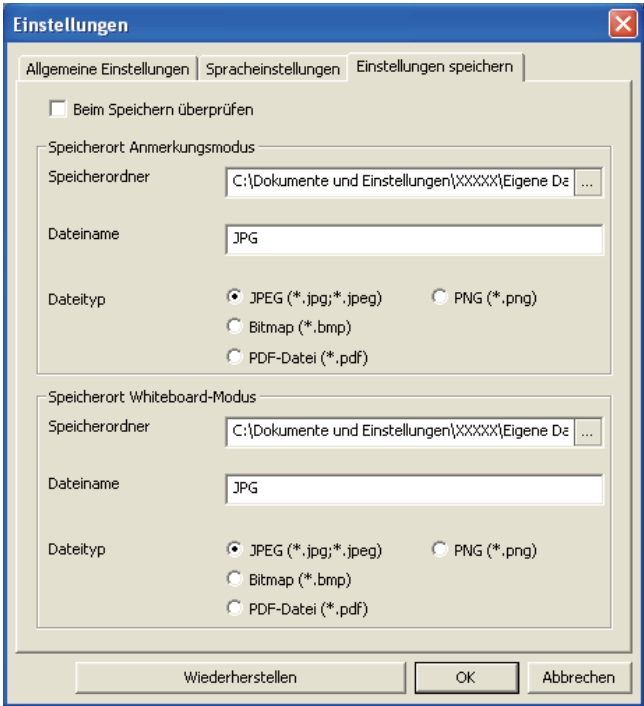 Einstellungen
Allgemeine Einstellungen Spracheinstellungen Einstellungen speichern
Beim Speichern überprüfen
Speicherort Anmerkungsmodus
Speicherordner C:\Dokumente und Einstellungen\XXXXX\Eigene Da ...
Dateiname JPG
Dateityp JPEG (*.jpg;*.jpeg) PNG (*.png)
Bitmap (*.bmp)
PDF-Datei (*.pdf)
Speicherort Whiteboard-Modus
Speicherordner C:\Dokumente und Einstellungen\XXXXX\Eigene Da ...
Dateiname JPG
Dateityp JPEG (*.jpg;*.jpeg) PNG (*.png)
Bitmap (*.bmp)
PDF-Datei (*.pdf)
Wiederherstellen OK Abbrechen